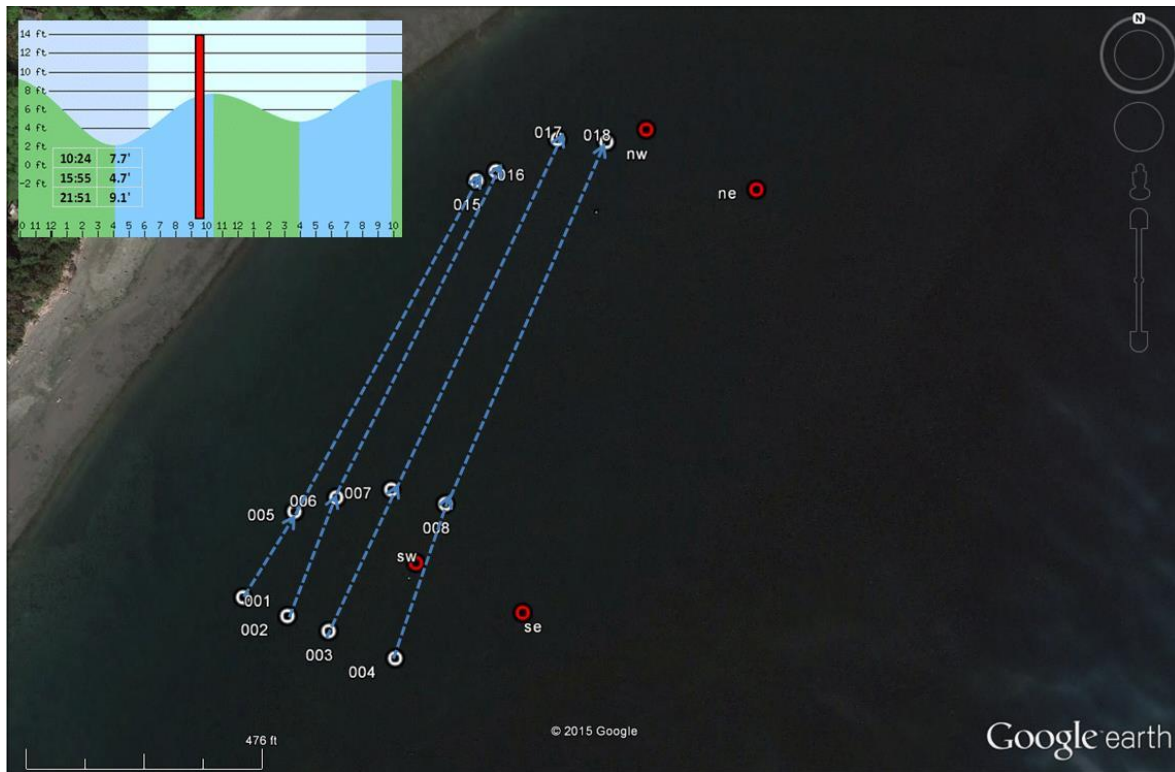 14 ft
12 ft
10 ft
8 ft
6 ft
4 ft
2 ft
0 ft
−2 ft
10:24 7.7'
15:55 4.7'
21:51 9.1'
0 11 12 1 2 3 4 5 6 7 8 9 10 11 12 1 2 3 4 5 6 7 8 9 10
N
017
018
nw
016
ne
015
006
007
005
008
sw
001
002
se
003
004
© 2015 Google
476 ft
Google earth